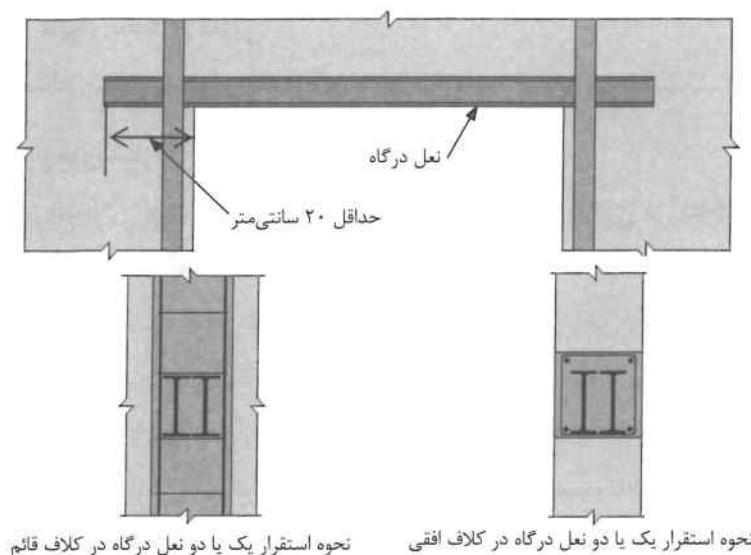 نعل درگاه
حداقل ۲۰ سانتی‌متر
نحوه استقرار یک یا دو نعل درگاه در کلاف افقی
نحوه استقرار یک یا دو نعل درگاه در کلاف قائم